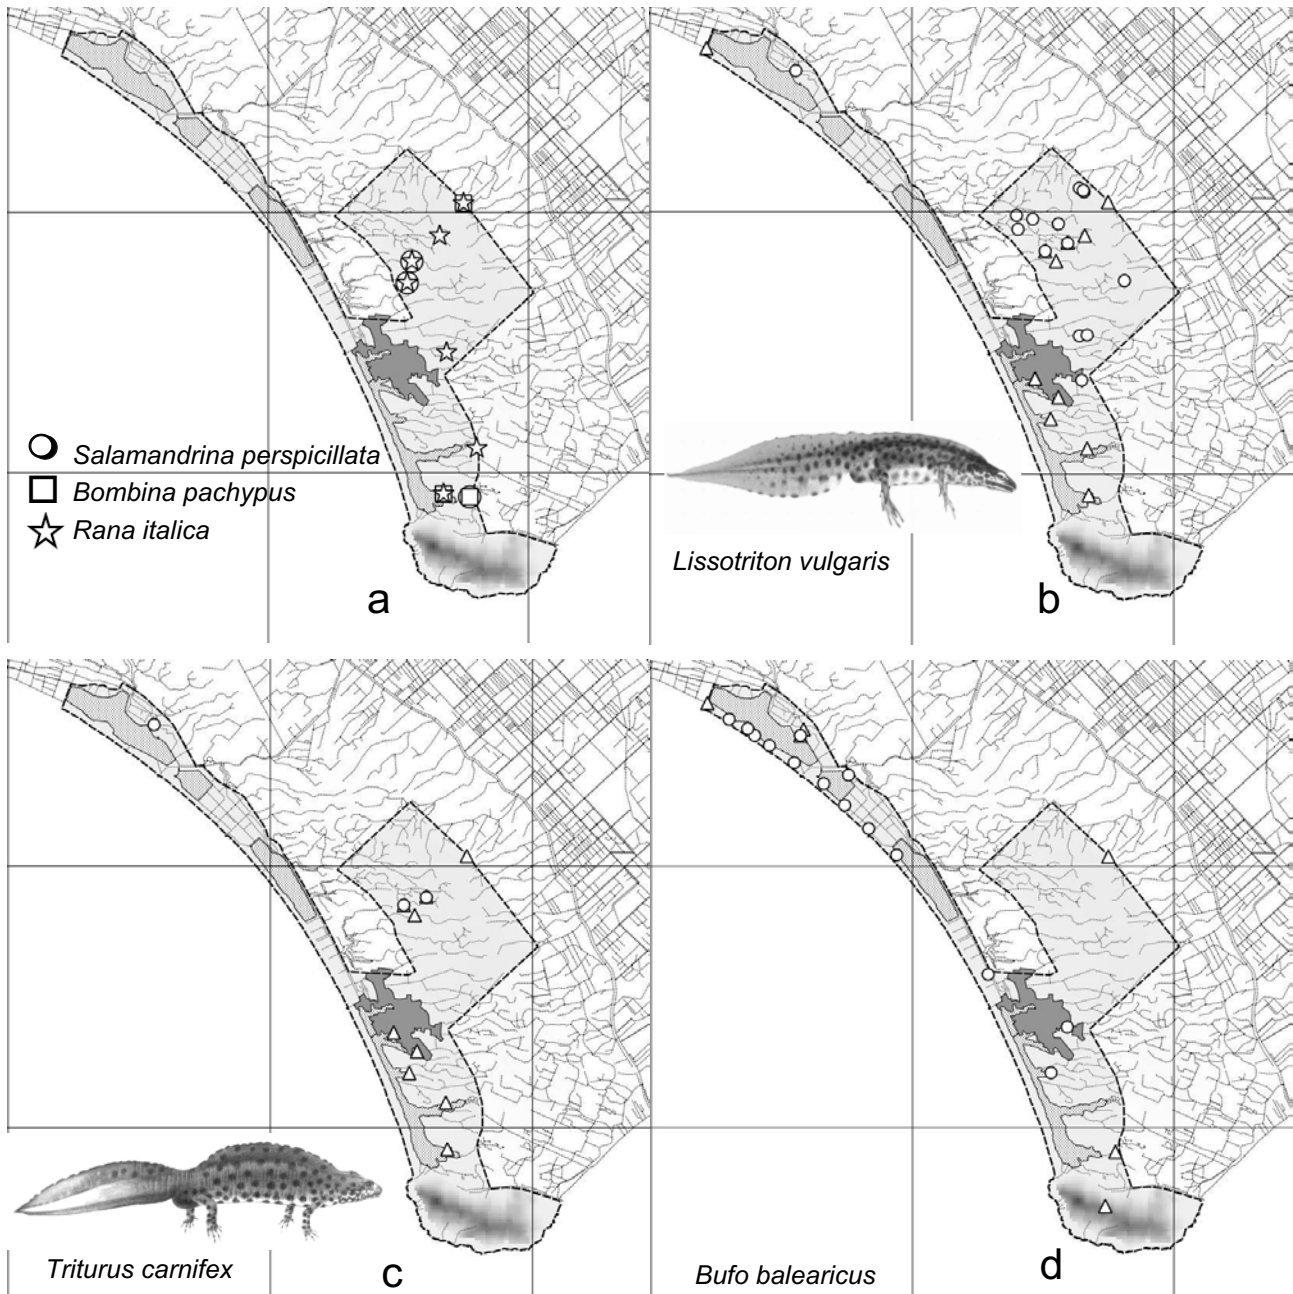 Salamandrina perspicillata
Bombina pachypus
Rana italica
a
Lissotriton vulgaris
b
Triturus carnifex
c
Bufo balearicus
d